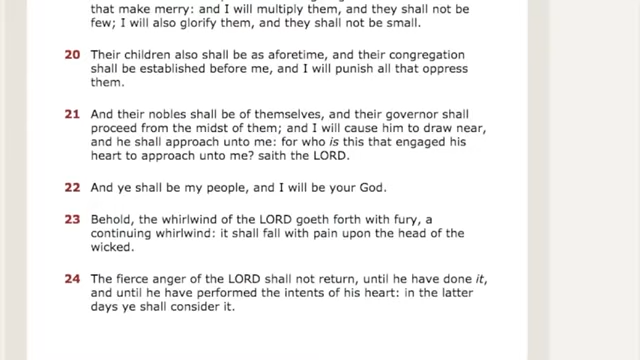 that make merry: and I will multiply them, and they shall not be
few; I will also glorify them, and they shall not be small.
20 Their children also shall be as aforetime, and their congregation
shall be established before me, and I will punish all that oppress
them.
21 And their nobles shall be of themselves, and their governor shall
proceed from the midst of them; and I will cause him to draw near,
and he shall approach unto me: for who is this that engaged his
heart to approach unto me? saith the LORD.
22 And ye shall be my people, and I will be your God.
23 Behold, the whirlwind of the LORD goeth forth with fury, a
continuing whirlwind: it shall fall with pain upon the head of the
wicked.
24 The fierce anger of the LORD shall not return, until he have done it,
and until he have performed the intents of his heart: in the latter
days ye shall consider it.